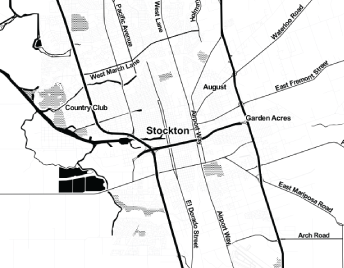 Pacific Avenue
West Lane
Waterloo Road
West March Lane
East Fremont Street
August
Country Club
Garden Acres
Stockton
Airport Way
East Mariposa Road
El Dorado Street
Airport Way
Arch Road